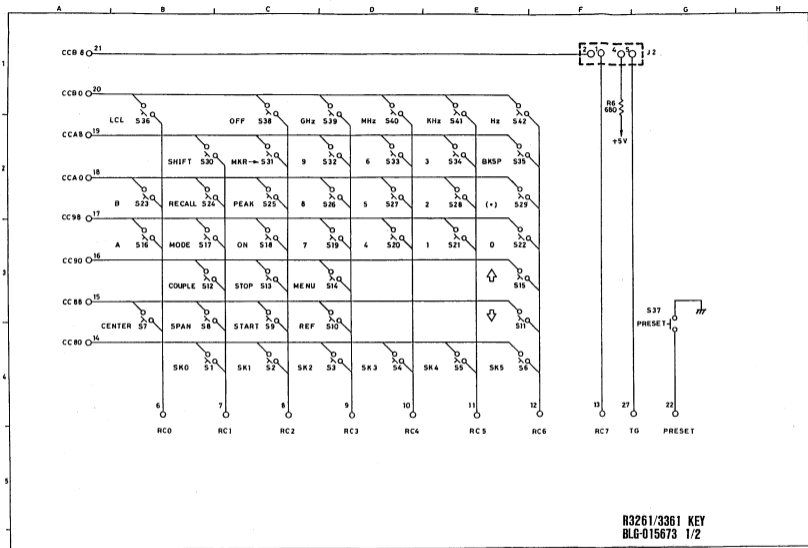 A B C D E F G H
1
2
3
4
5
CCB 8 21
2 1 4 5 J2
CCB0 20
R6
680
+5V
LCL S36 OFF S38 GHz S39 MHz S40 KHz S41 Hz S42
CCA8 19
SHIFT S30 MKR→ S31 9 S32 6 S33 3 S34 BKSP S35
CCA0 18
B S23 RECALL S24 PEAK S25 8 S26 5 S27 2 S28 (•) S29
CC98 17
A S16 MODE S17 ON S18 7 S19 4 S20 1 S21 0 S22
CC90 16
COUPLE S12 STOP S13 MENU S14 ⇧ S15
CC88 15
S37
PRESET
CENTER S7 SPAN S8 START S9 REF S10 ⇩ S11
CC80 14
SK0 S1 SK1 S2 SK2 S3 SK3 S4 SK4 S5 SK5 S6
6 7 8 9 10 11 12 13 27 22
RC0 RC1 RC2 RC3 RC4 RC5 RC6 RC7 TG PRESET
R3261/3361 KEY
BLG-015673 1/2